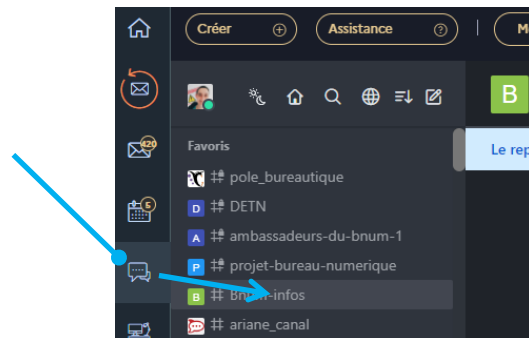 Créer
Assistance
?
M
420
5
B
Favoris
Le rep
pole_bureautique
D DETN
A ambassadeurs-du-bnum-1
P projet-bureau-numerique
B bnum-infos
ariane_canal